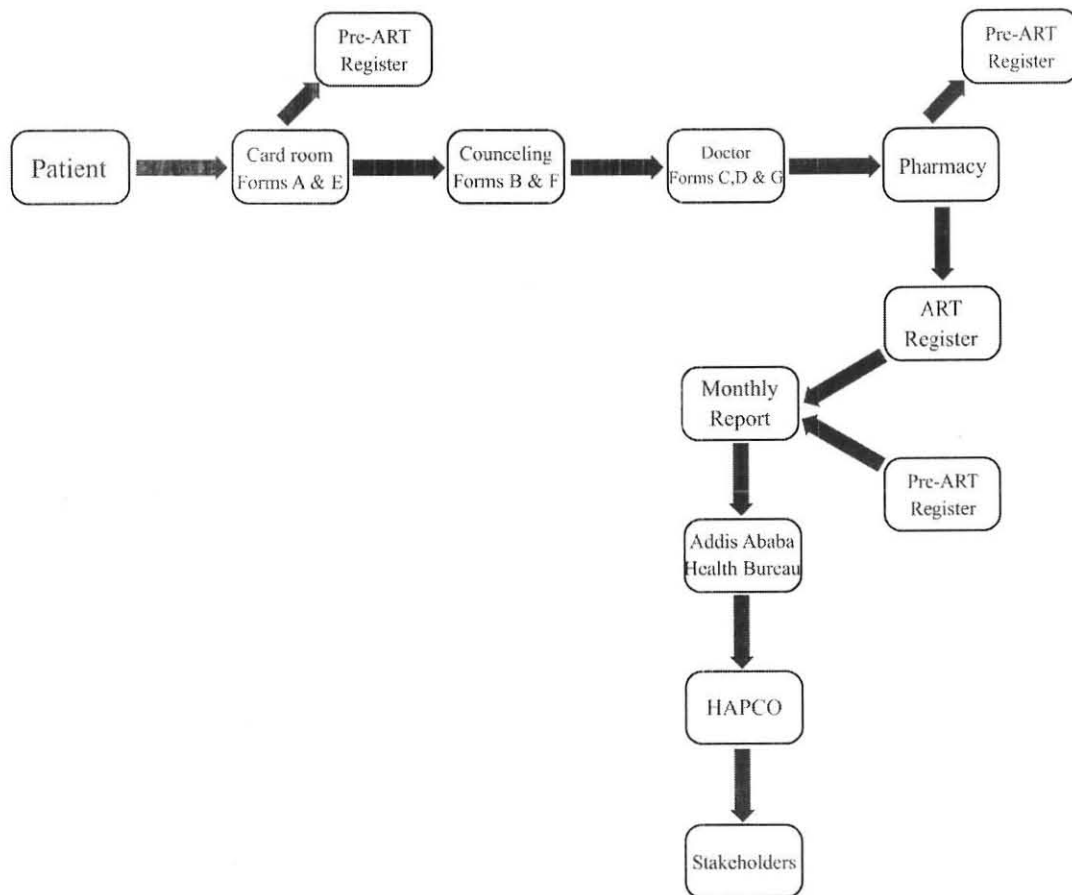 Pre-ART
Register
Pre-ART
Register
Patient
Card room
Forms A & E
Counceling
Forms B & F
Doctor
Forms C,D & G
Pharmacy
ART
Register
Monthly
Report
Pre-ART
Register
Addis Ababa
Health Bureau
HAPCO
Stakeholders